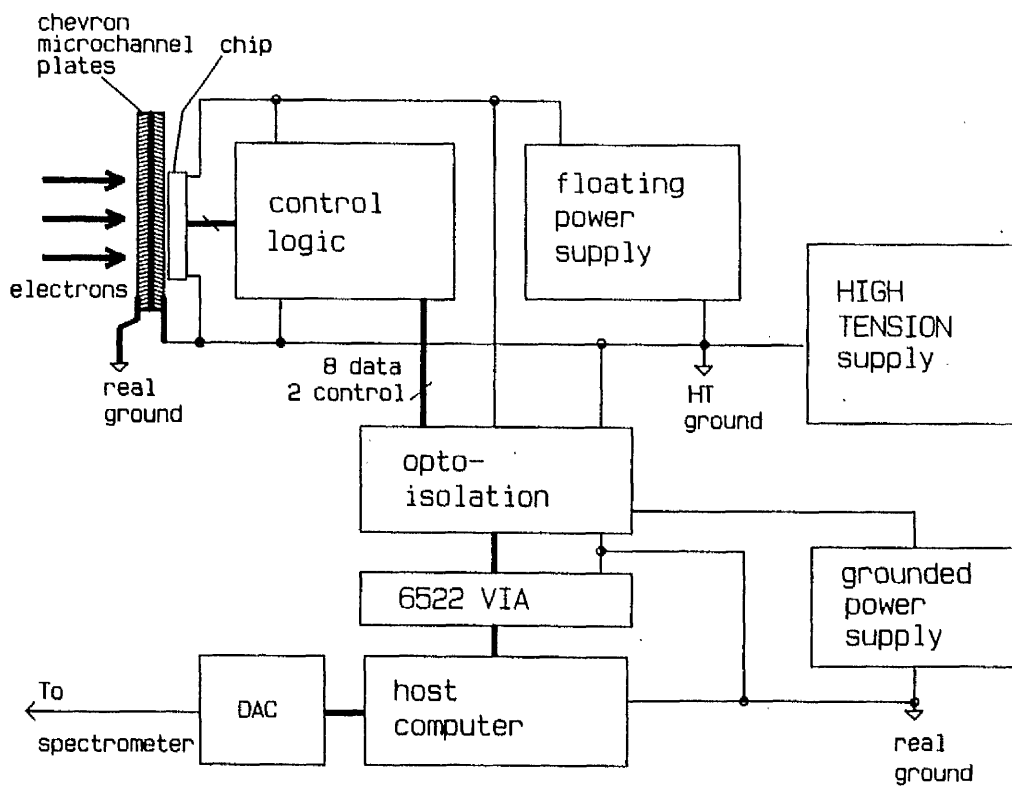 chevron
microchannel
plates
chip
control
logic
floating
power
supply
electrons
HIGH
TENSION
supply
real
ground
8 data
2 control
HT
ground
opto-
isolation
6522 VIA
grounded
power
supply
To
spectrometer
DAC
host
computer
real
ground